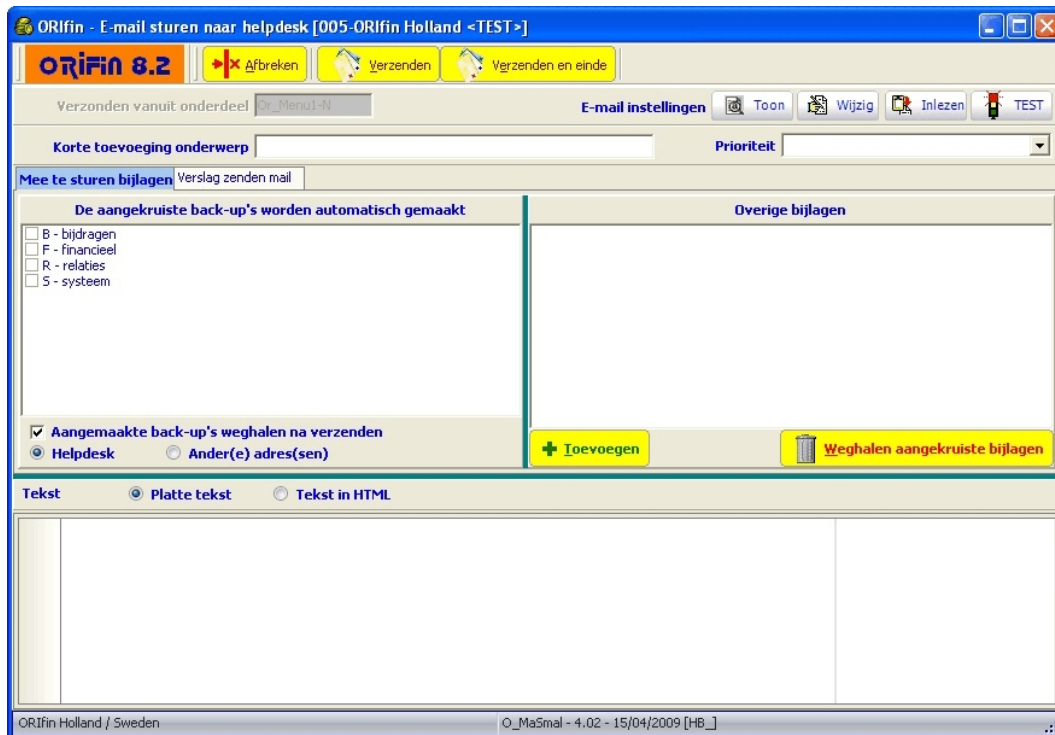 ORIfin - E-mail sturen naar helpdesk [005-ORIfin Holland <TEST>]
ORiFiN 8.2 Afbreken Verzenden Verzenden en einde
Verzonden vanuit onderdeel Or_Menu1-N E-mail instellingen Toon Wijzig Inlezen TEST
Korte toevoeging onderwerp Prioriteit
Mee te sturen bijlagen Verslag zenden mail
De aangekruiste back-up's worden automatisch gemaakt Overige bijlagen
B - bijdragen
F - financieel
R - relaties
S - systeem
Aangemaakte back-up's weghalen na verzenden
Helpdesk Ander(e) adres(sen) Toevoegen Weghalen aangekruiste bijlagen
Tekst Platte tekst Tekst in HTML
ORIfin Holland / Sweden O_MaSmal - 4.02 - 15/04/2009 [HB_]